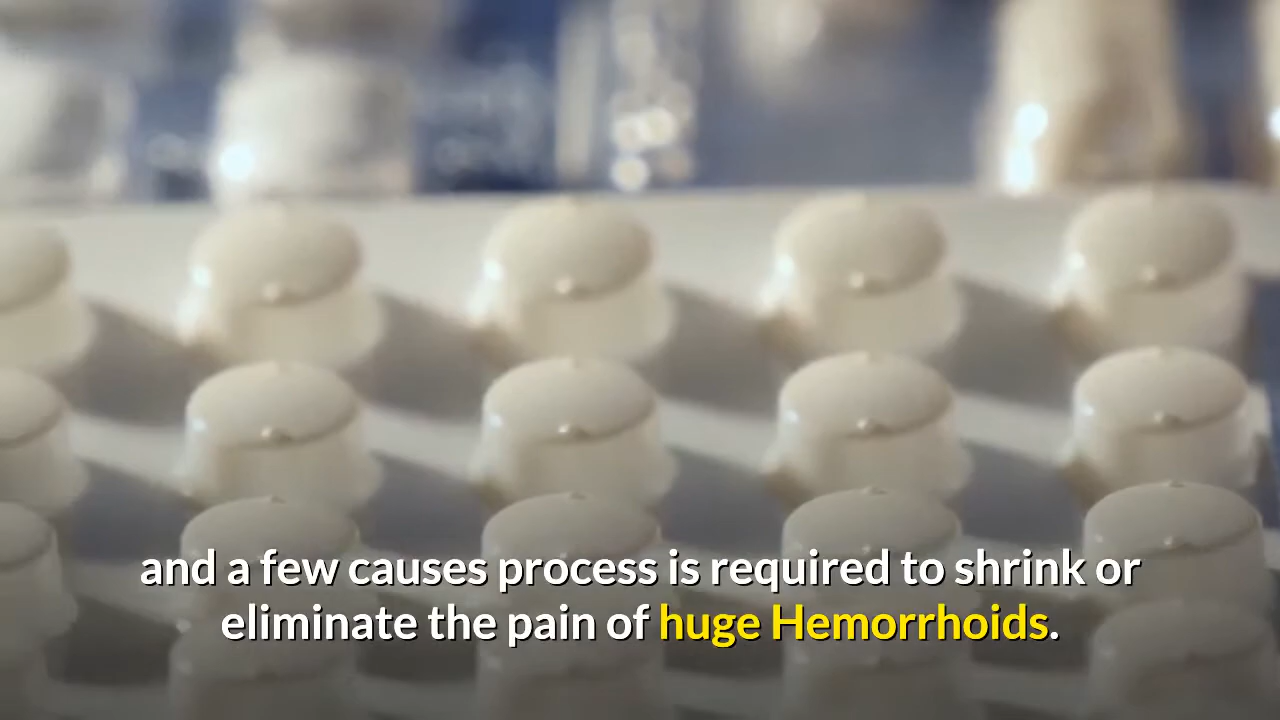 and a few causes process is required to shrink or
eliminate the pain of huge Hemorrhoids.